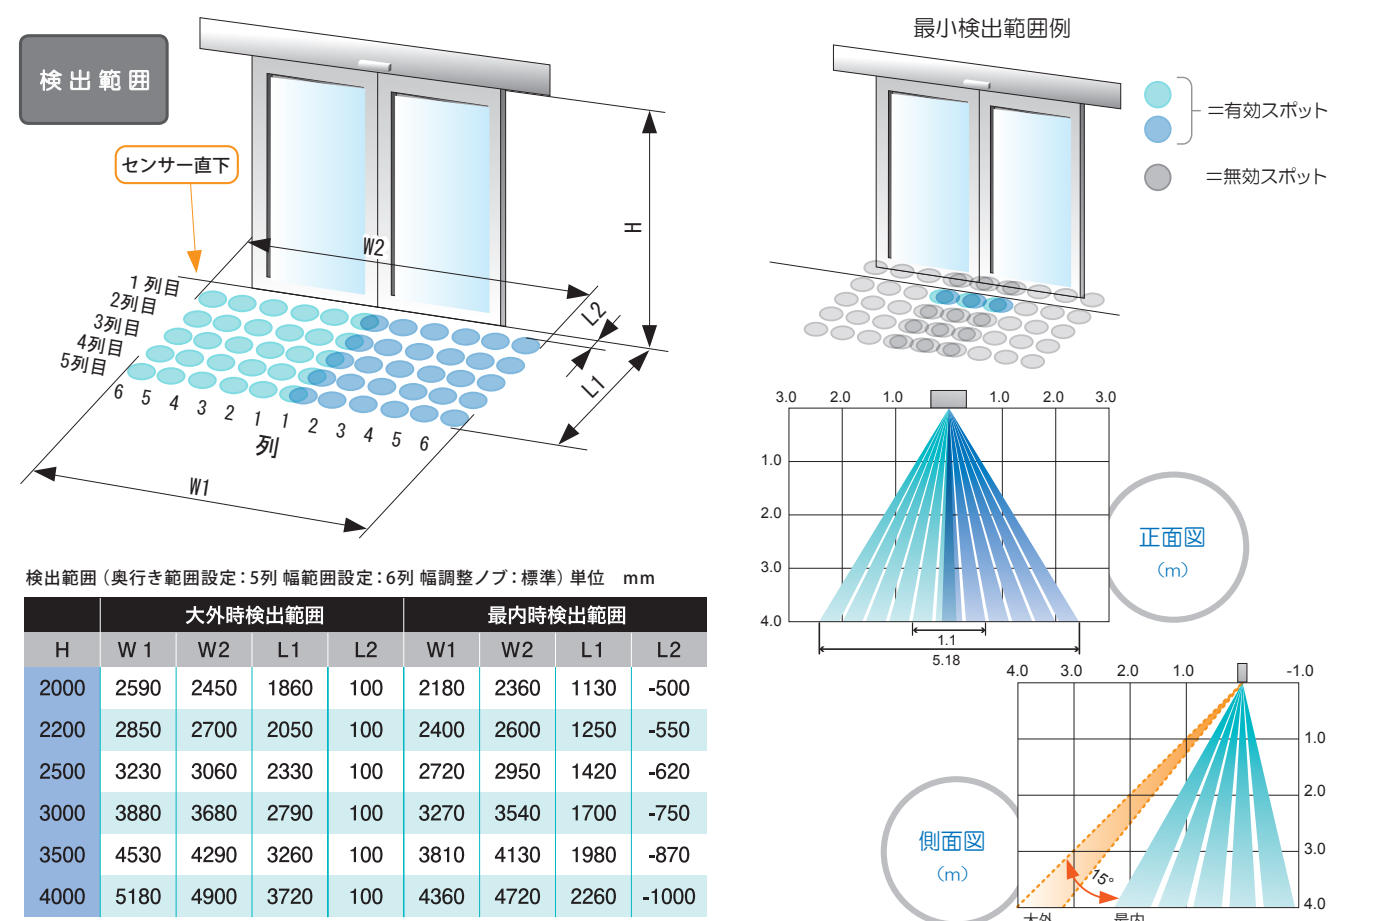 検出範囲
センサー直下
W2
H
1列目
2列目
3列目
4列目
5列目
L2
L1
6 5 4 3 2 1 1 2 3 4 5 6
列
W1
最小検出範囲例
=有効スポット
=無効スポット
3.0 2.0 1.0 1.0 2.0 3.0
1.0
2.0
3.0
4.0
1.1
5.18
正面図
(m)
4.0 3.0 2.0 1.0 -1.0
1.0
2.0
3.0
4.0
15°
側面図
(m)
大外 最内
検出範囲(奥行き範囲設定:5列 幅範囲設定:6列 幅調整ノブ:標準)単位 mm
大外時検出範囲 最内時検出範囲
H W1 W2 L1 L2 W1 W2 L1 L2
2000 2590 2450 1860 100 2180 2360 1130 -500
2200 2850 2700 2050 100 2400 2600 1250 -550
2500 3230 3060 2330 100 2720 2950 1420 -620
3000 3880 3680 2790 100 3270 3540 1700 -750
3500 4530 4290 3260 100 3810 4130 1980 -870
4000 5180 4900 3720 100 4360 4720 2260 -1000